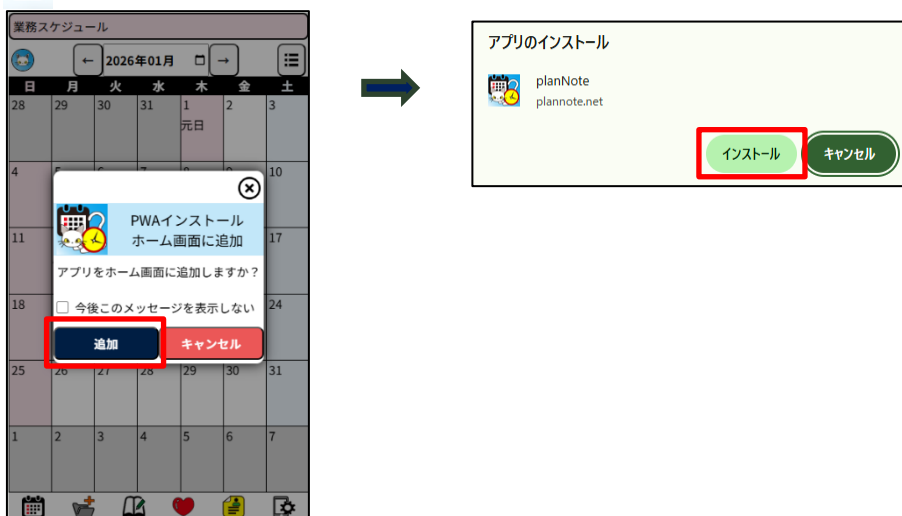 業務スケジュール
← 2026年01月 →
日 月 火 水 木 金 土
28 29 30 31 1 2 3
元日
4 10
PWAインストール
ホーム画面に追加
11 17
アプリをホーム画面に追加しますか？
18 24
今後このメッセージを表示しない
追加 キャンセル
25 26 27 28 29 30 31
1 2 3 4 5 6 7
アプリのインストール
planNote
plannote.net
インストール キャンセル